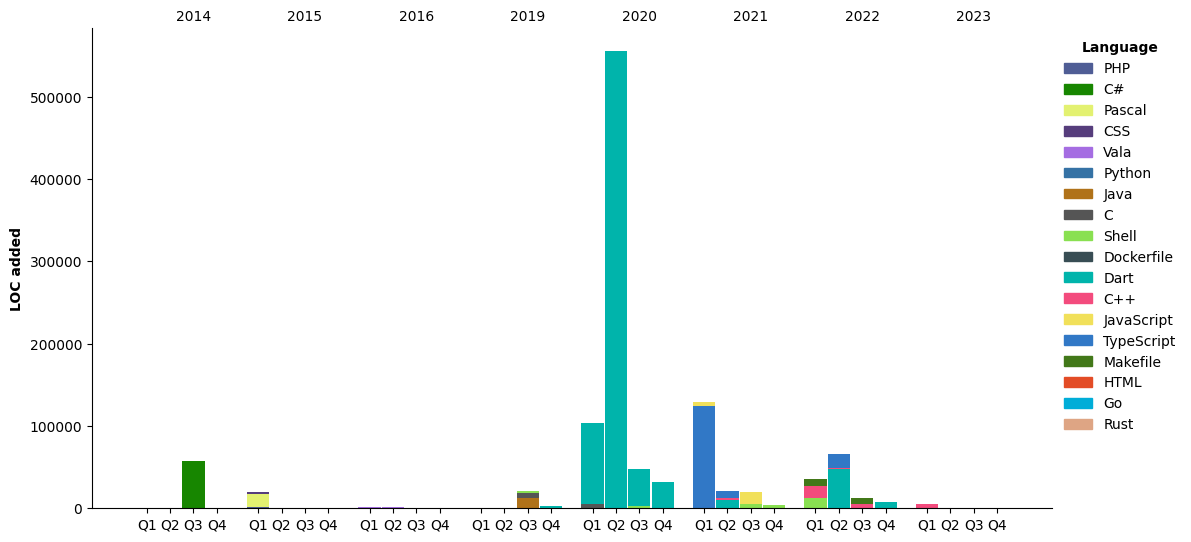 2014 2015 2016 2019 2020 2021 2022 2023
Language
PHP
C#
Pascal
CSS
Vala
Python
Java
C
Shell
Dockerfile
Dart
C++
JavaScript
TypeScript
Makefile
HTML
Go
Rust
LOC added
500000
400000
300000
200000
100000
0
Q1 Q2 Q3 Q4 Q1 Q2 Q3 Q4 Q1 Q2 Q3 Q4 Q1 Q2 Q3 Q4 Q1 Q2 Q3 Q4 Q1 Q2 Q3 Q4 Q1 Q2 Q3 Q4 Q1 Q2 Q3 Q4